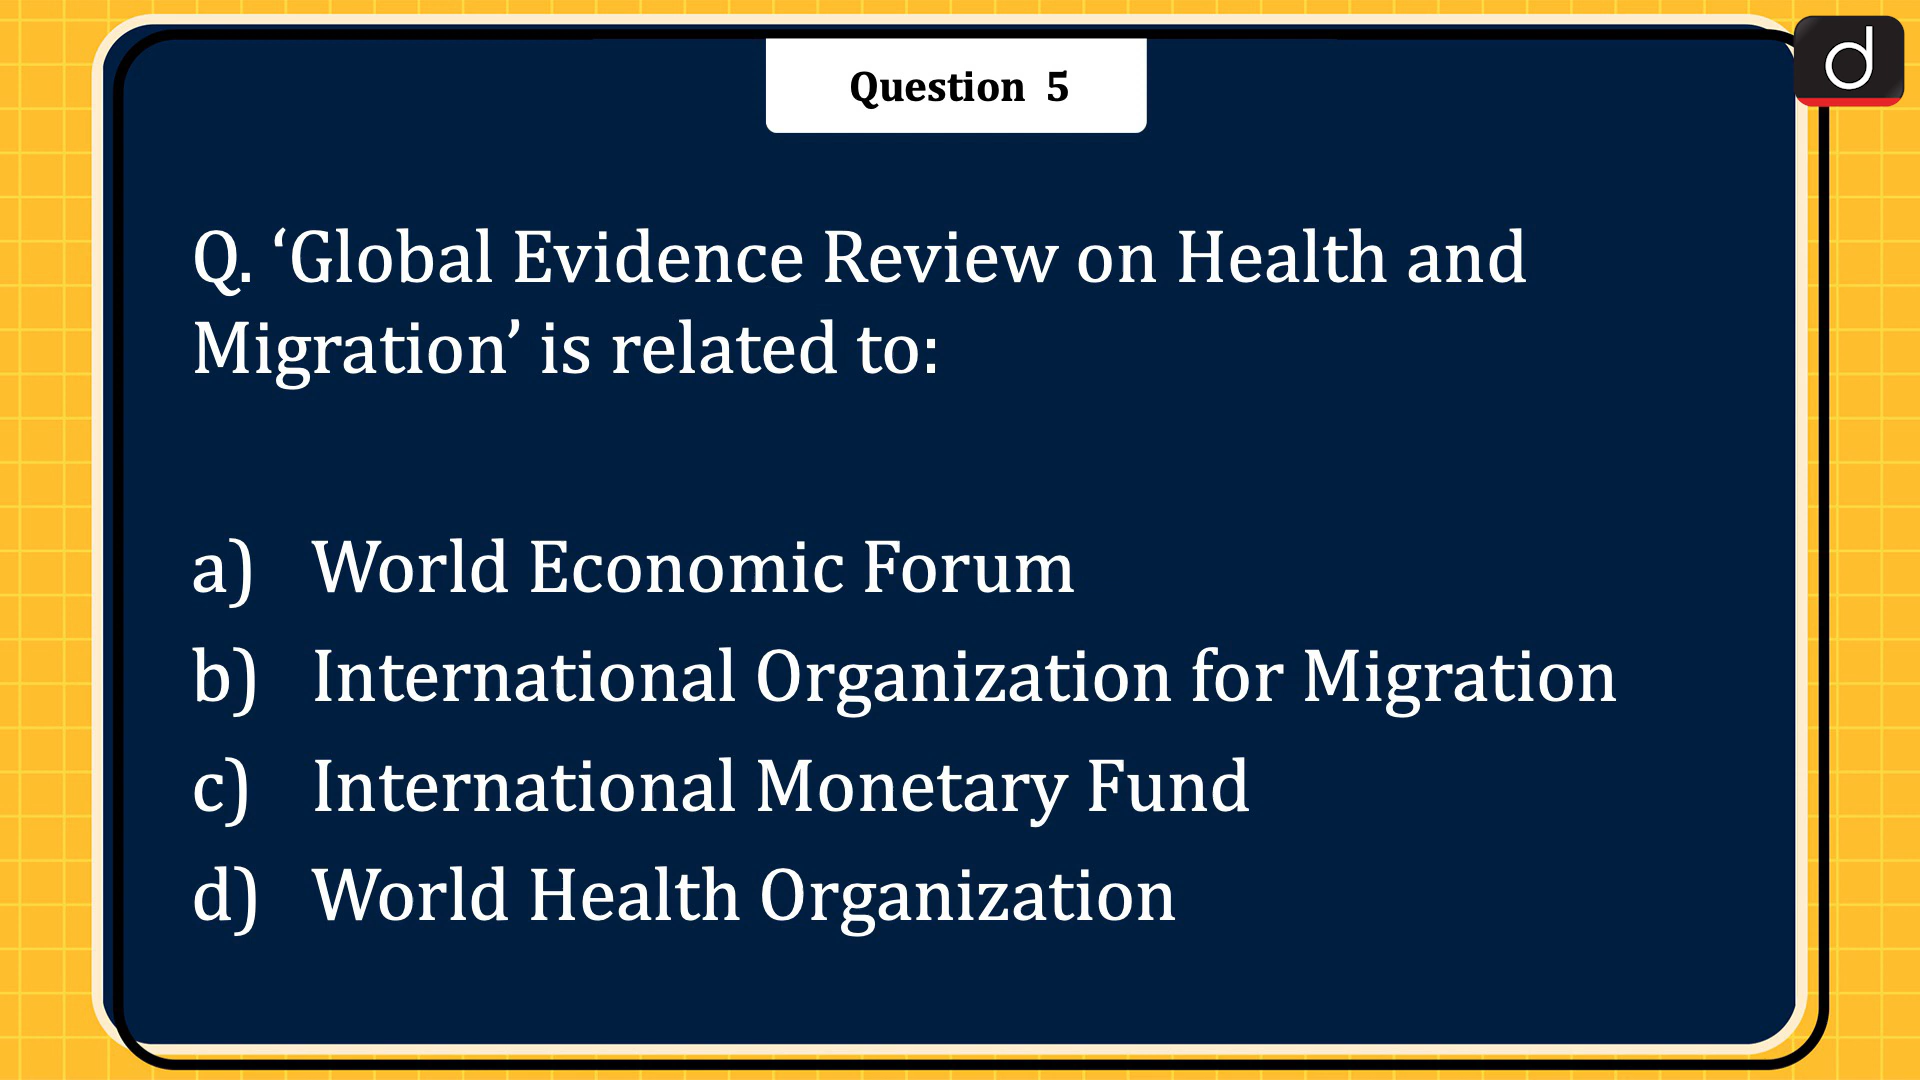 Question 5
d
Q. ‘Global Evidence Review on Health and
Migration’ is related to:
a) World Economic Forum
b) International Organization for Migration
c) International Monetary Fund
d) World Health Organization